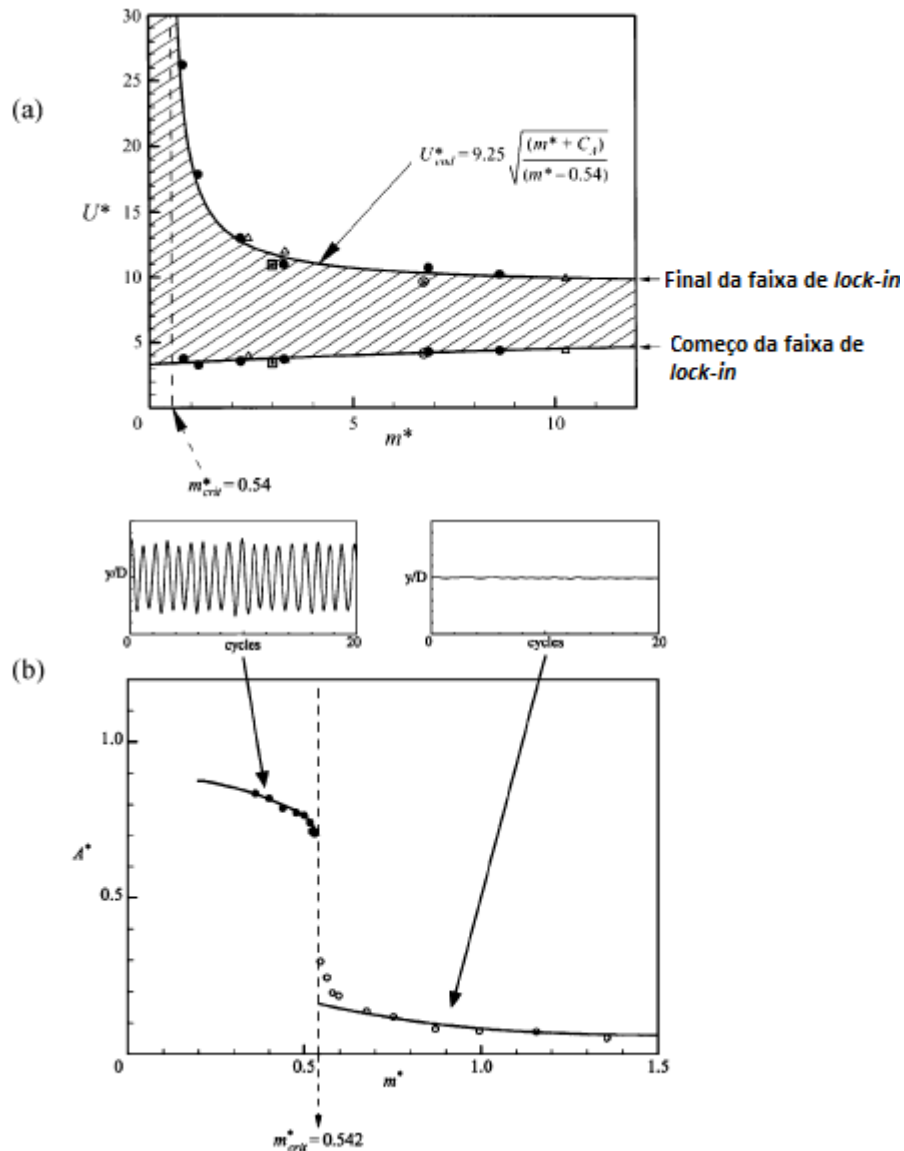 (a)
30
25
20
15
10
5
0
U*
U*end = 9.25 √((m* + CA)/(m* − 0.54))
Final da faixa de lock-in
Começo da faixa de
lock-in
5
10
m*
m*crit = 0.54
y/D
0
cycles
20
y/D
0
cycles
20
(b)
1.0
A*
0.5
0
0.5
m*
1.0
1.5
m*crit = 0.542